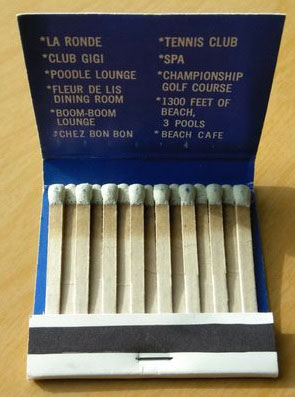 *LA RONDE
*CLUB GIGI
*POODLE LOUNGE
*FLEUR DE LIS
DINING ROOM
*BOOM-BOOM
LOUNGE
*CHEZ BON BON
*TENNIS CLUB
*SPA
*CHAMPIONSHIP
GOLF COURSE
*1300 FEET OF
BEACH,
3 POOLS
*BEACH CAFE